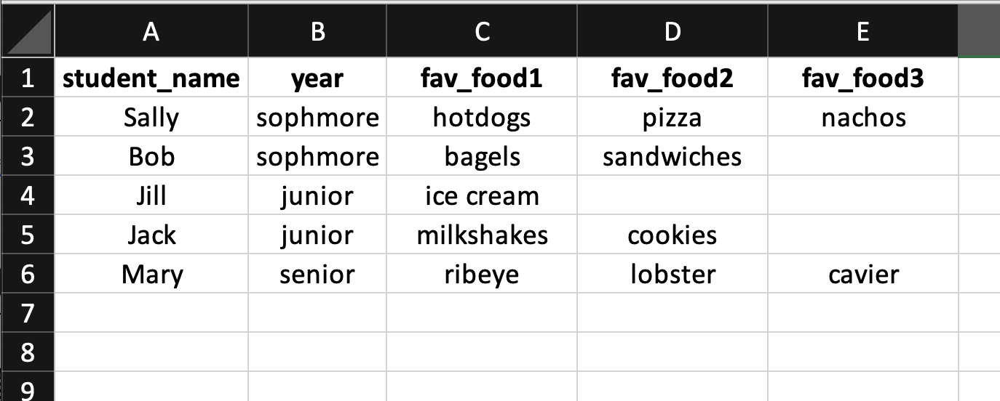 A B C D E
1 student_name year fav_food1 fav_food2 fav_food3
2 Sally sophmore hotdogs pizza nachos
3 Bob sophmore bagels sandwiches
4 Jill junior ice cream
5 Jack junior milkshakes cookies
6 Mary senior ribeye lobster cavier
7
8
9